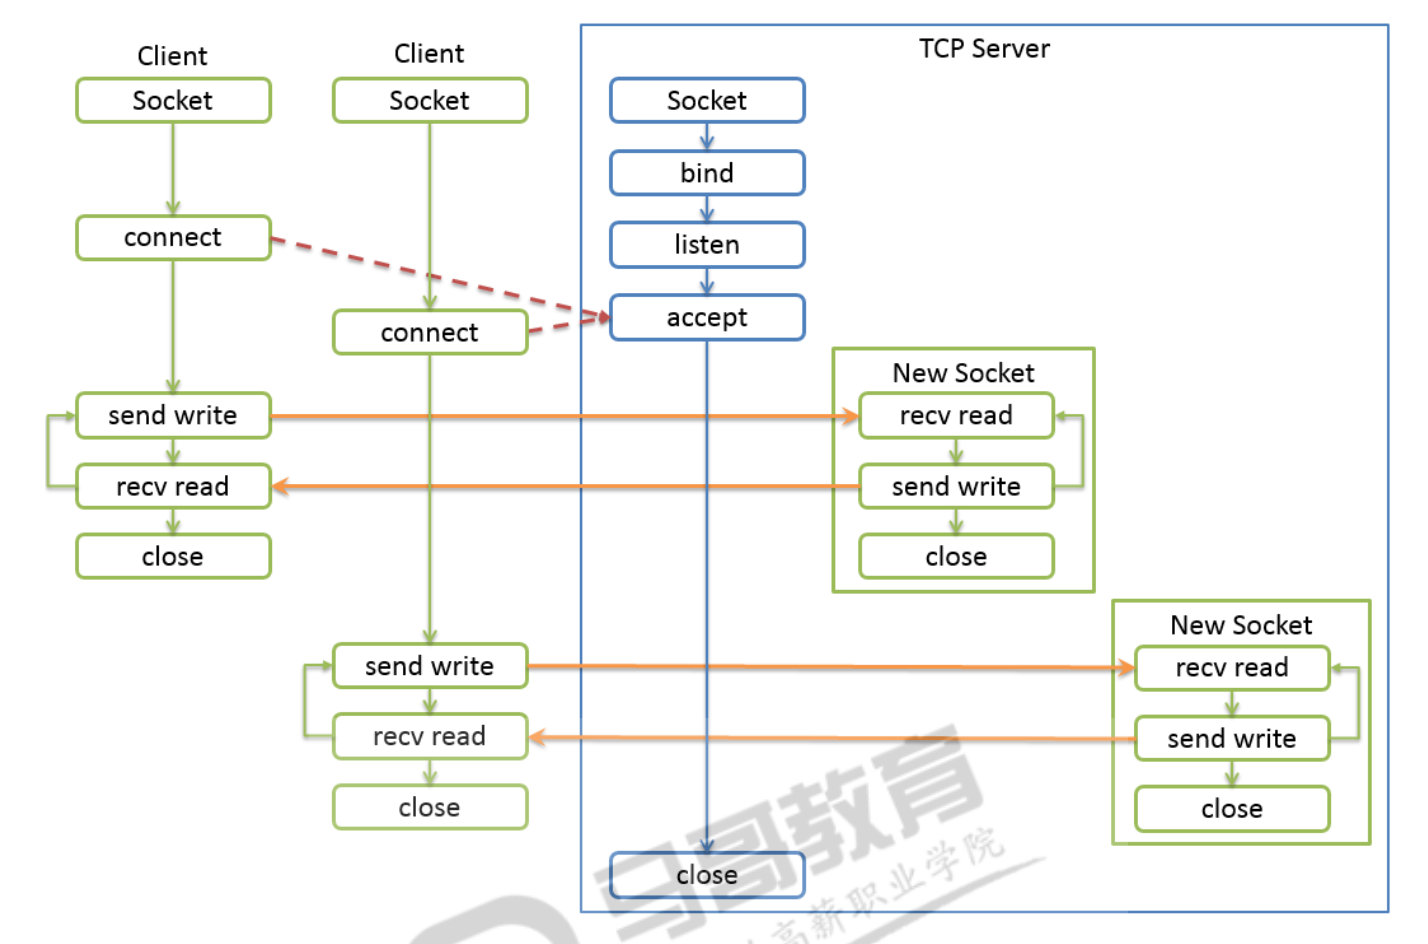 Client
Socket
connect
send write
recv read
close
Client
Socket
connect
send write
recv read
close
TCP Server
Socket
bind
listen
accept
close
New Socket
recv read
send write
close
New Socket
recv read
send write
close
马哥教育
高薪职业学院